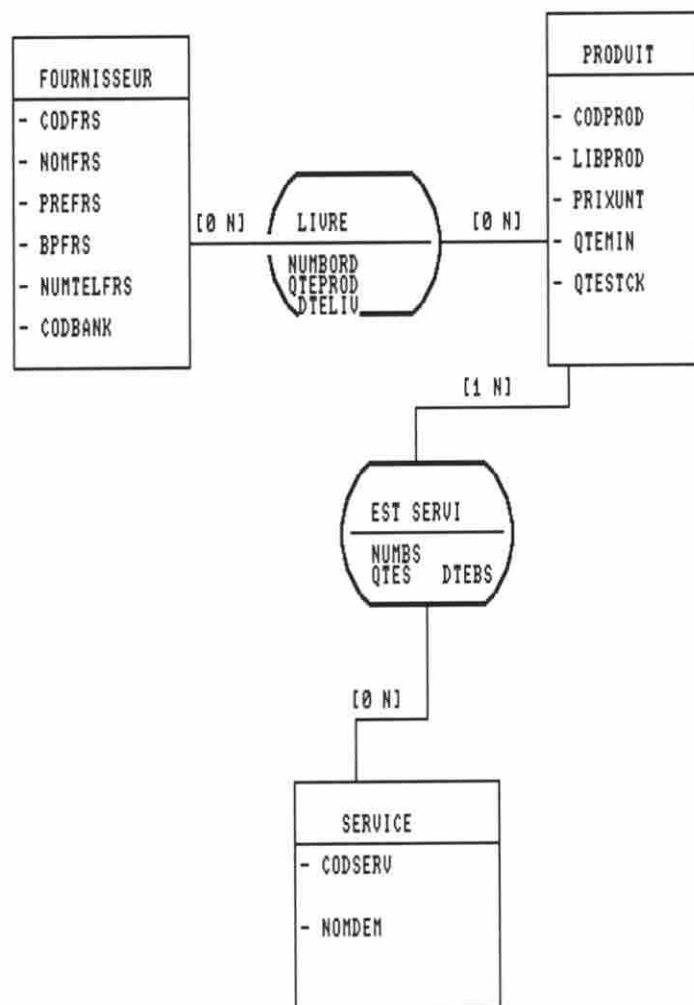 FOURNISSEUR
- CODFRS
- NOMFRS
- PREFRS
- BPFRS
- NUMTELFRS
- CODBANK
[0 N]
LIVRE
NUMBORD
QTEPROD
DTELIV
[0 N]
PRODUIT
- CODPROD
- LIBPROD
- PRIXUNT
- QTEMIN
- QTESTCK
[1 N]
EST SERVI
NUMBS
QTES DTEBS
[0 N]
SERVICE
- CODSERV
- NOMDEM